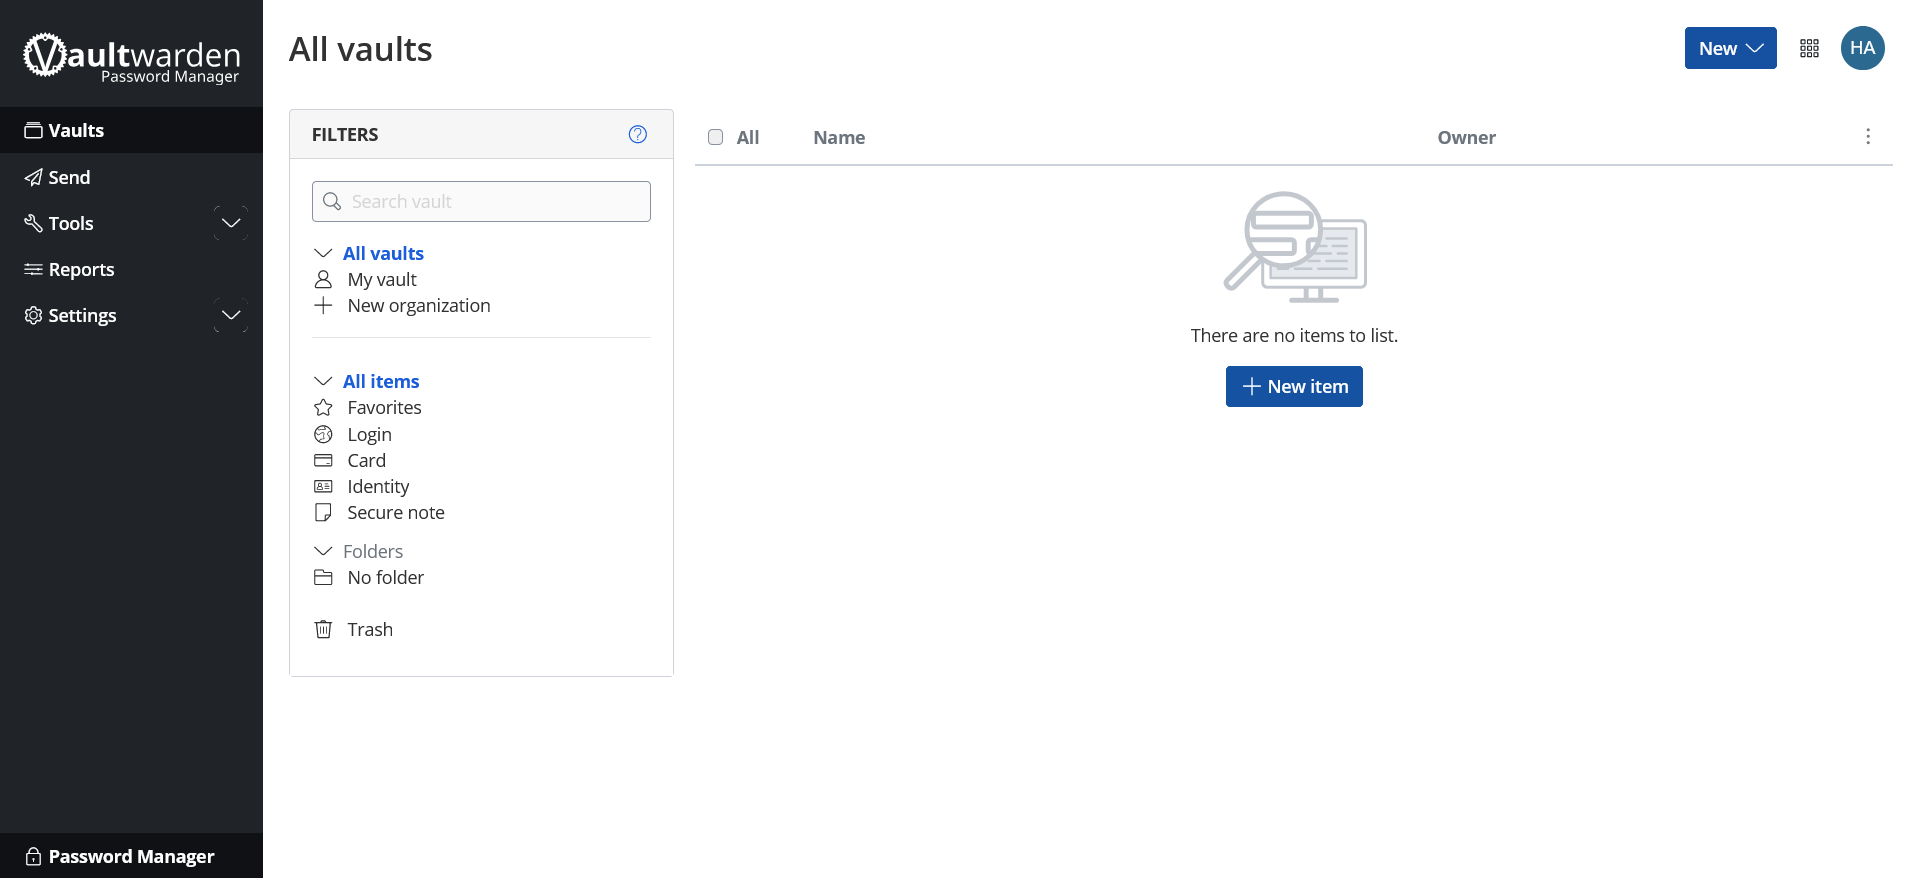 Vaultwarden
Password Manager
Vaults
Send
Tools
Reports
Settings
Password Manager
All vaults
New
HA
FILTERS
Search vault
All vaults
My vault
New organization
All items
Favorites
Login
Card
Identity
Secure note
Folders
No folder
Trash
All Name Owner
There are no items to list.
New item